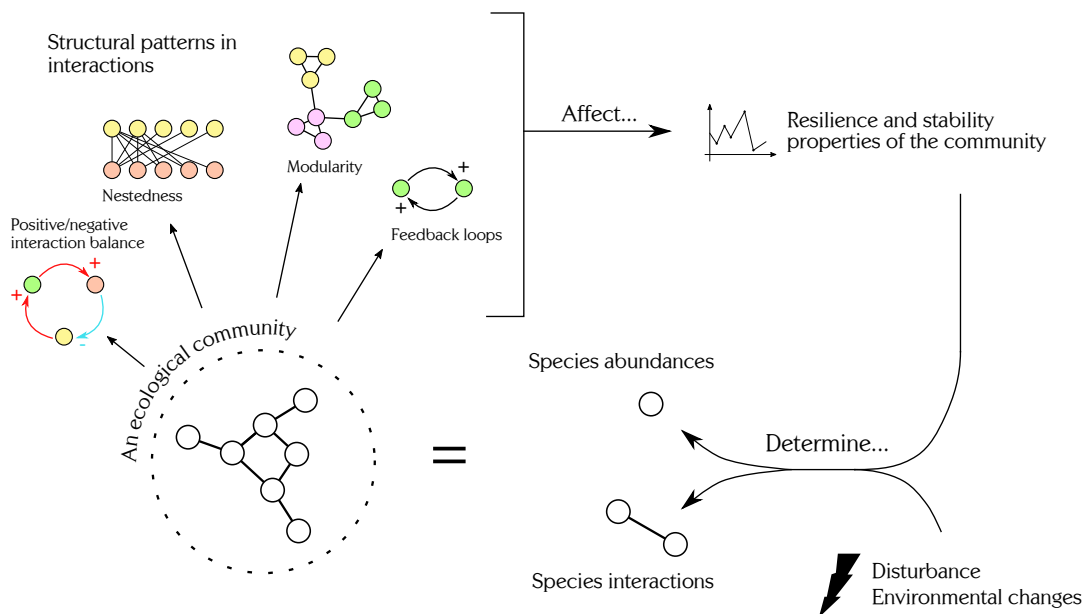 Structural patterns in
interactions
Nestedness
Modularity
+
+
Feedback loops
Positive/negative
interaction balance
+
+
-
An ecological community
Affect...
Resilience and stability
properties of the community
=
Species abundances
Determine...
Species interactions
Disturbance
Environmental changes